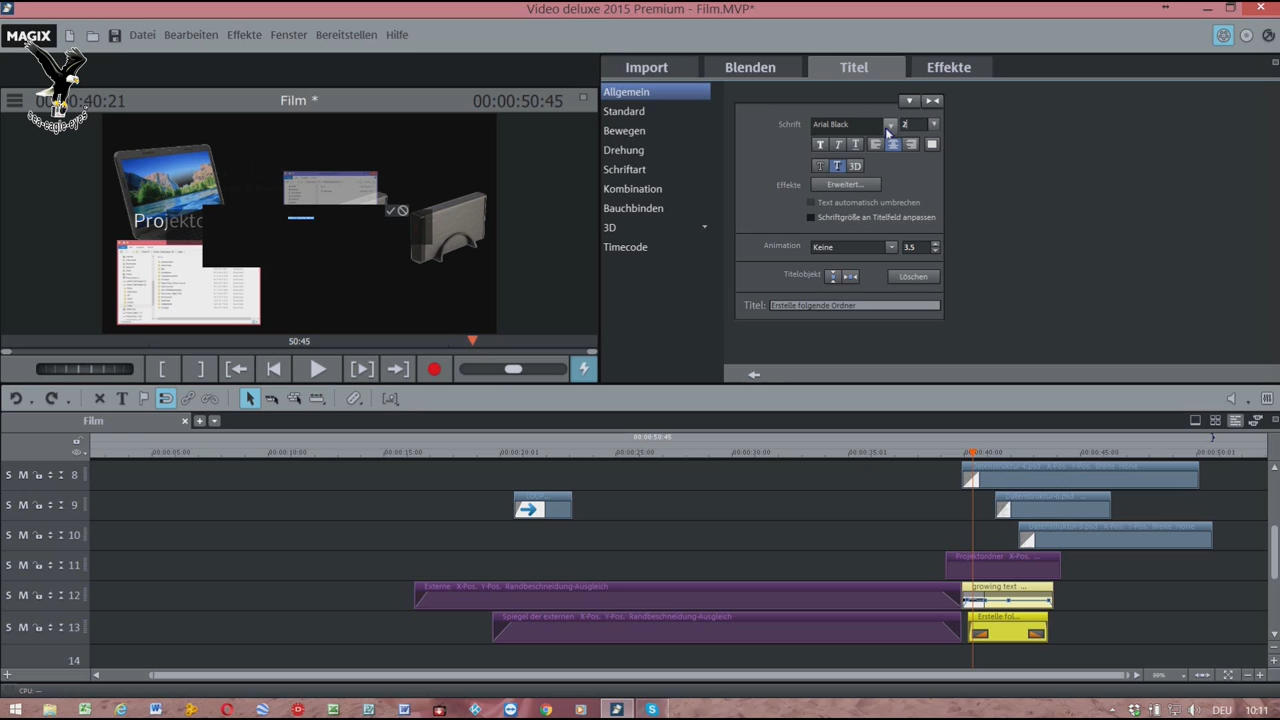 Video deluxe 2015 Premium - Film.MVP*
MAGIX
Datei Bearbeiten Effekte Fenster Bereitstellen Hilfe
see-eagle-eyes
00:00:40:21 Film * 00:00:50:45
Projekto
50:45
Import Blenden Titel Effekte
Allgemein
Standard
Bewegen
Drehung
Schriftart
Kombination
Bauchbinden
3D
Timecode
Schrift Arial Black 2
T I T
T T 3D
Effekte Erweitert...
Text automatisch umbrechen
Schriftgröße an Titelfeld anpassen
Animation Keine 3.5
Titelobjekt Löschen
Titel: Erstelle folgende Ordner
Film
00:00:50:45
00:00:05:00 00:00:10:00 00:00:15:00 00:00:20:01 00:00:25:00 00:00:30:00 00:00:35:01 00:00:40:00 00:00:45:00 00:00:50:01
S M 8
S M 9
S M 10
S M 11 Projektordner X-Pos. ...
S M 12 Externe X-Pos. Y-Pos. Randbeschneidung-Ausgleich growing text ...
S M 13 Spiegel der externen X-Pos. Y-Pos. Randbeschneidung-Ausgleich Erstelle fol...
14
99%
CPU: —
DEU 10:11